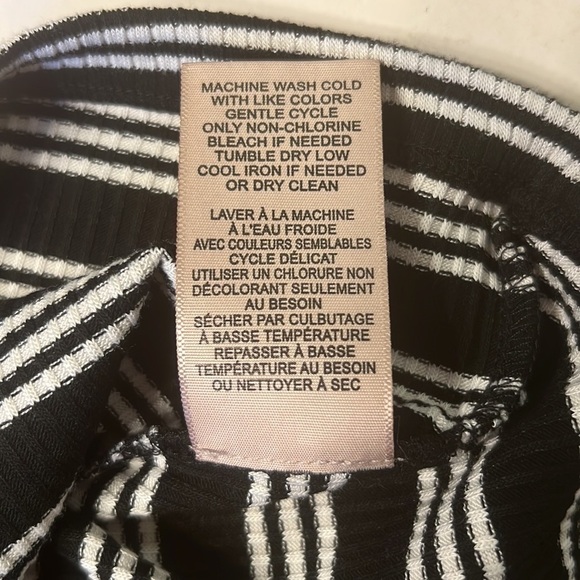 MACHINE WASH COLD
WITH LIKE COLORS
GENTLE CYCLE
ONLY NON-CHLORINE
BLEACH IF NEEDED
TUMBLE DRY LOW
COOL IRON IF NEEDED
OR DRY CLEAN
LAVER À LA MACHINE
À L'EAU FROIDE
AVEC COULEURS SEMBLABLES
CYCLE DÉLICAT
UTILISER UN CHLORURE NON
DÉCOLORANT SEULEMENT
AU BESOIN
SÉCHER PAR CULBUTAGE
À BASSE TEMPÉRATURE
REPASSER À BASSE
TEMPÉRATURE AU BESOIN
OU NETTOYER À SEC